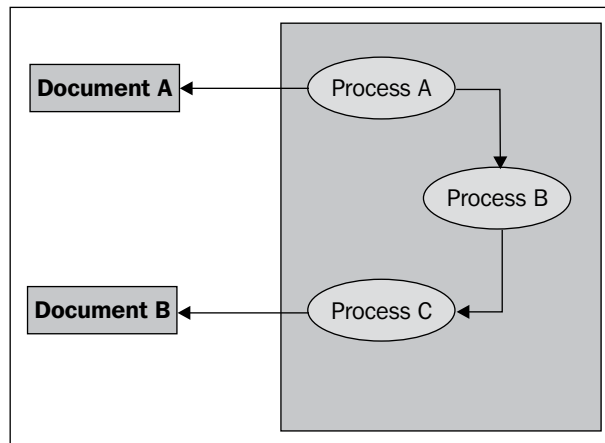 Document A
Process A
Process B
Document B
Process C